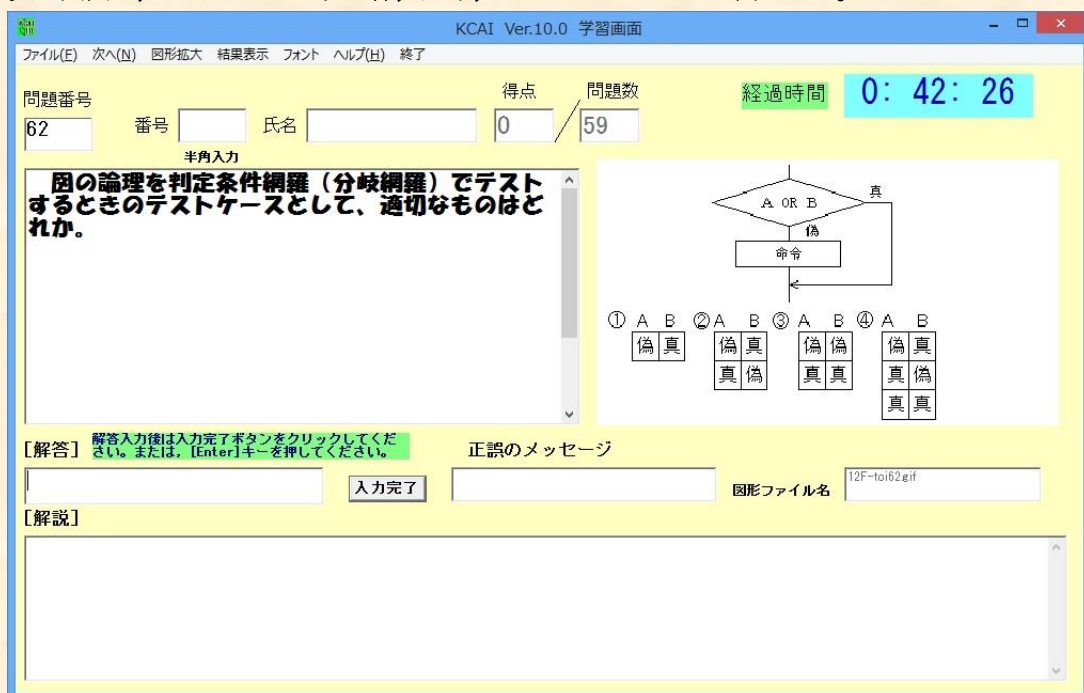 KCAI Ver.10.0 学習画面
ファイル(F) 次へ(N) 図形拡大 結果表示 フォント ヘルプ(H) 終了
問題番号
62
番号
半角入力
氏名
得点
0
問題数
59
経過時間
0: 42: 26
図の論理を判定条件網羅（分岐網羅）でテスト
するときのテストケースとして、適切なものはど
れか。
A OR B
真
偽
命令
① A B ② A B ③ A B ④ A B
偽 真 偽 真 偽 偽 偽 真
真 偽 真 真 真 偽
真 真
[解答]
解答入力後は入力完了ボタンをクリックしてくだ
さい。または，[Enter]キーを押してください。
入力完了
正誤のメッセージ
図形ファイル名
12F-toi62gif
[解説]